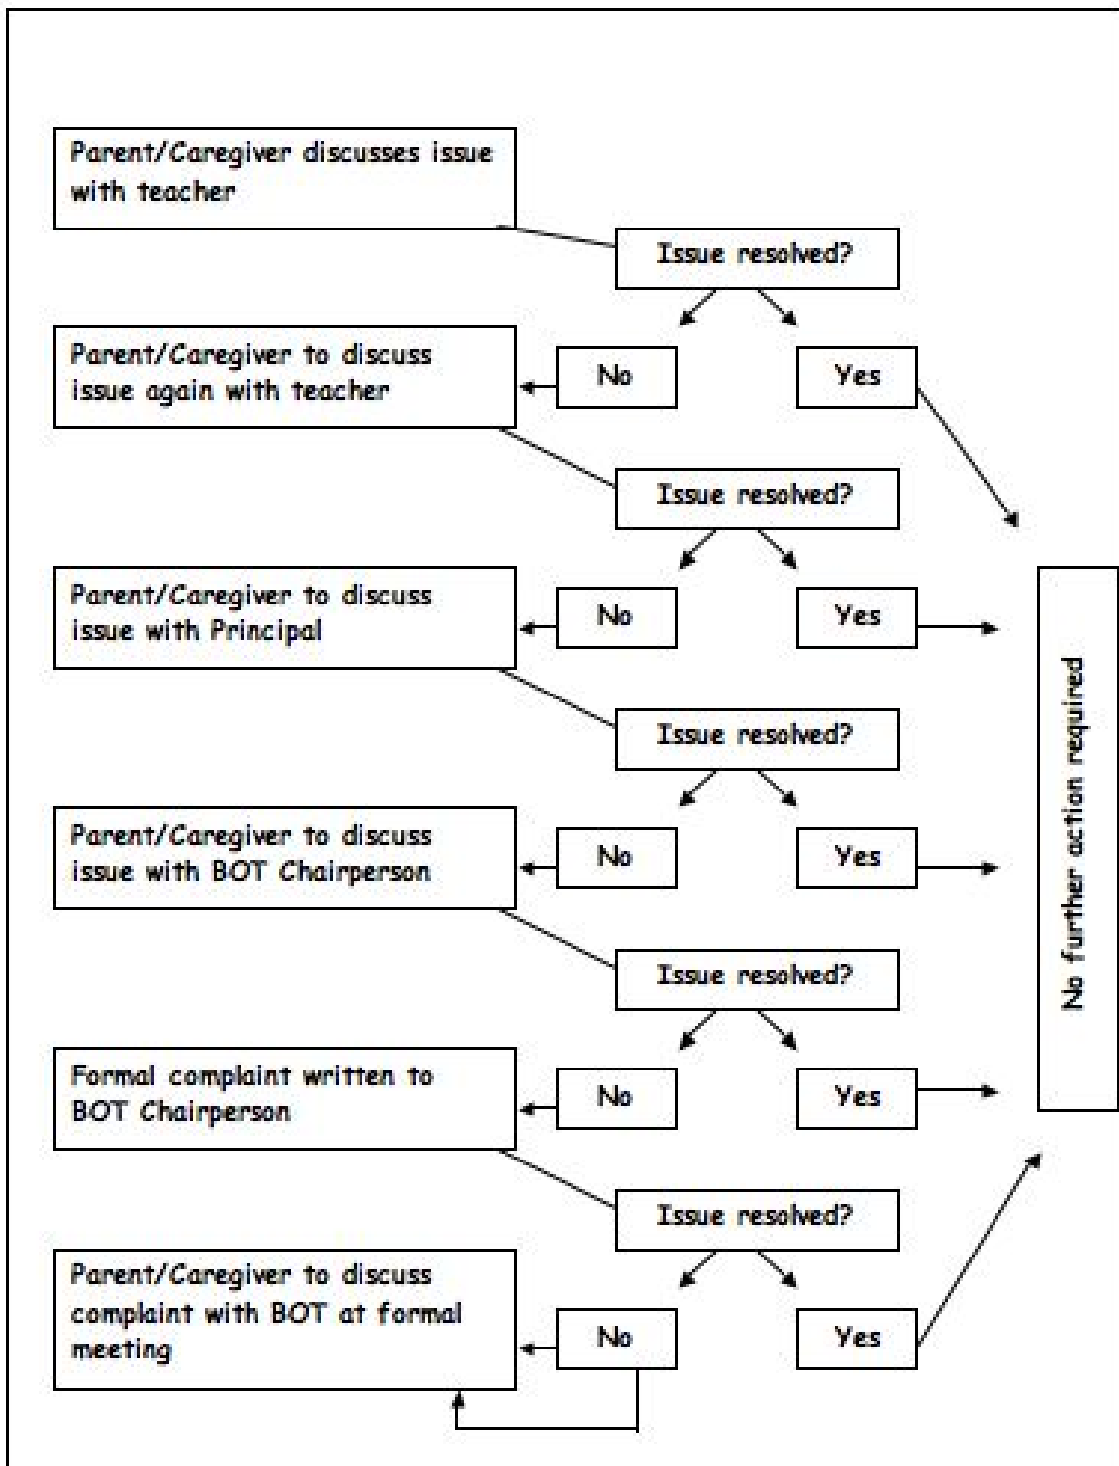 Parent/Caregiver discusses issue
with teacher
Issue resolved?
Parent/Caregiver to discuss
issue again with teacher
No
Yes
Issue resolved?
Parent/Caregiver to discuss
issue with Principal
No
Yes
Issue resolved?
Parent/Caregiver to discuss
issue with BOT Chairperson
No
Yes
Issue resolved?
Formal complaint written to
BOT Chairperson
No
Yes
Issue resolved?
Parent/Caregiver to discuss
complaint with BOT at formal
meeting
No
Yes
No further action required